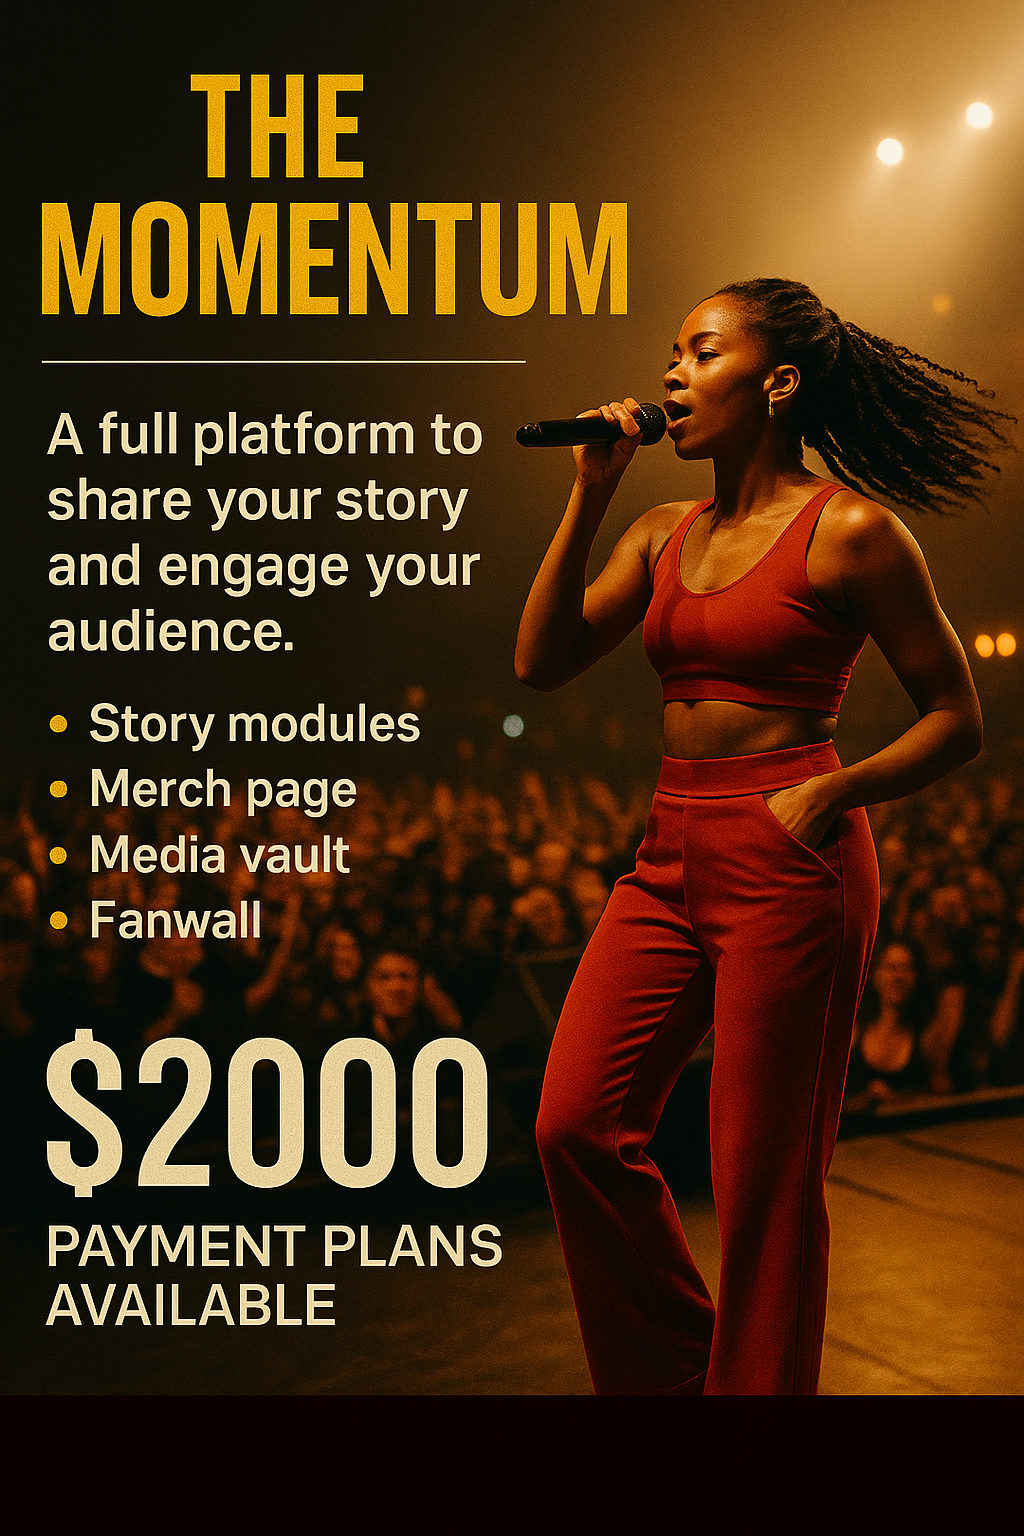 THE
MOMENTUM
A full platform to
share your story
and engage your
audience.
• Story modules
• Merch page
• Media vault
• Fanwall
$2000
PAYMENT PLANS
AVAILABLE